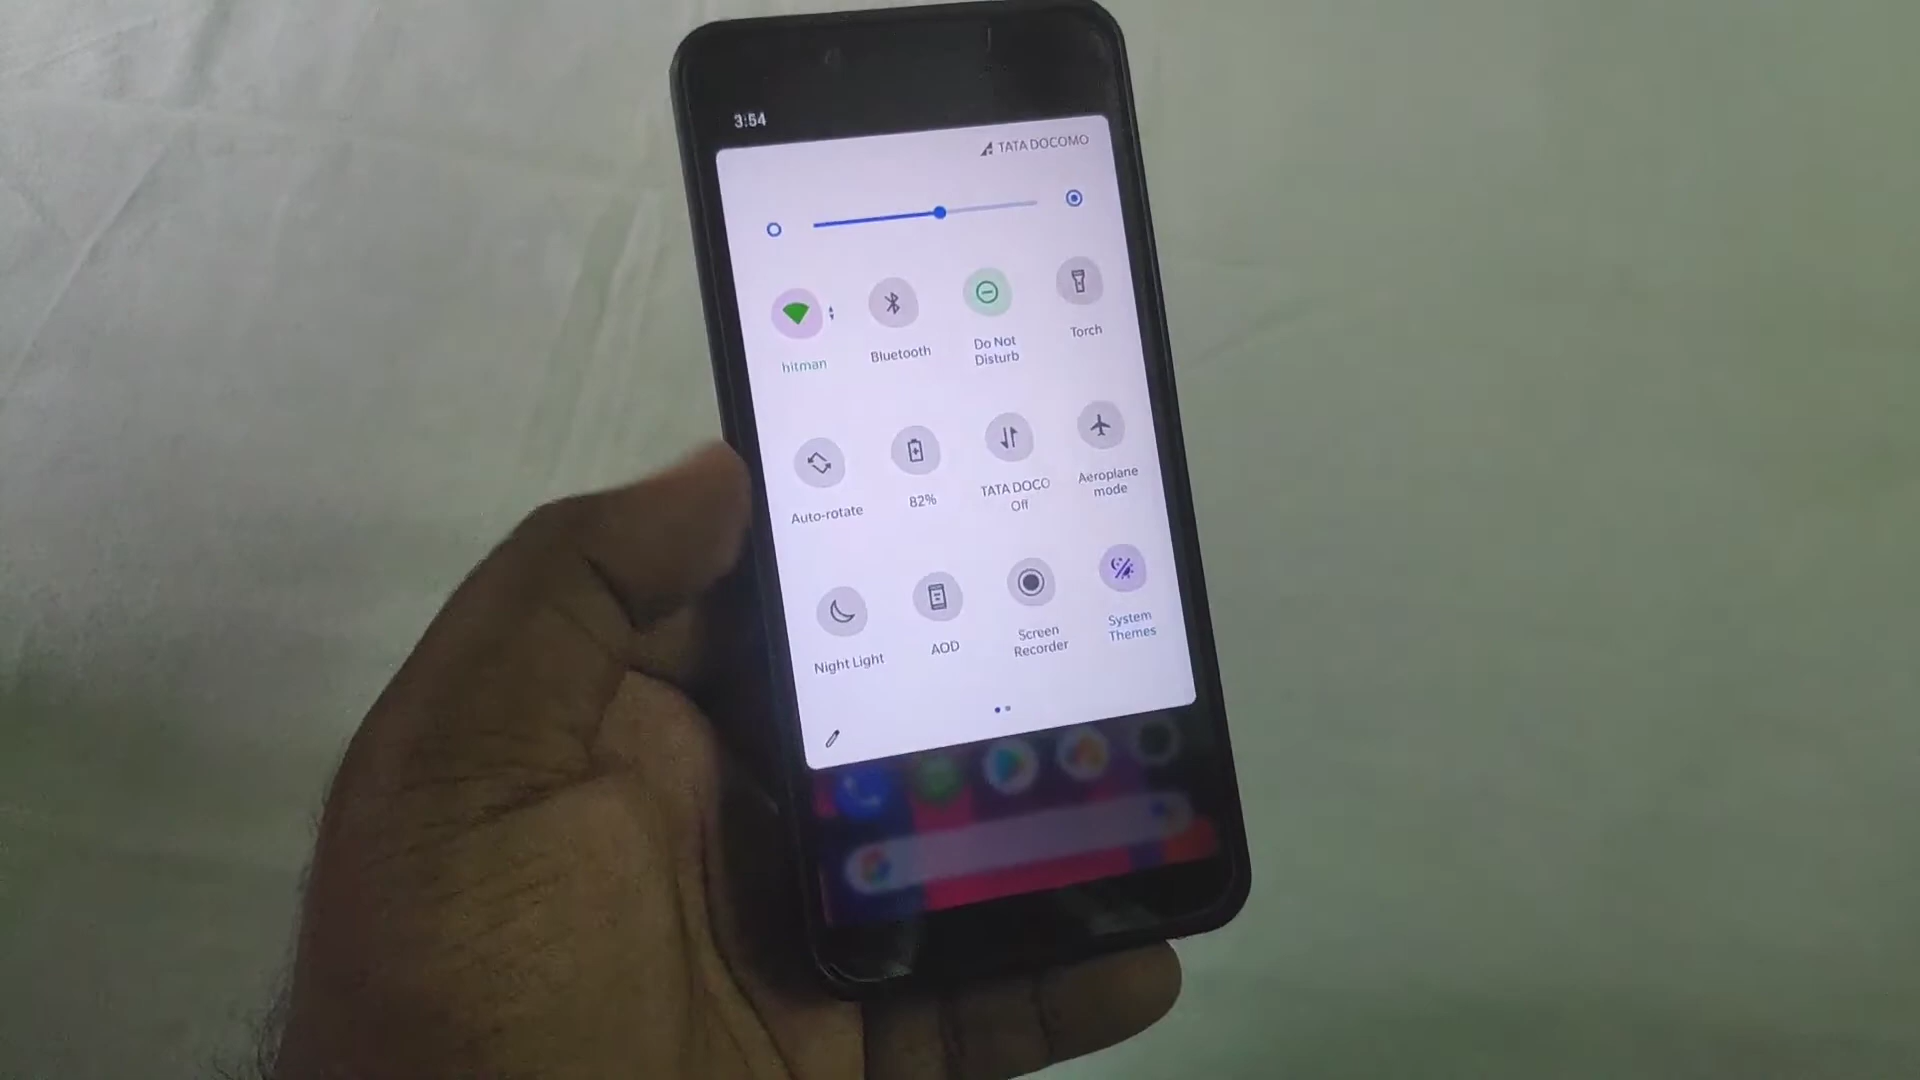 3:54
TATA DOCOMO
hitman
Bluetooth
Do Not
Disturb
Torch
Auto-rotate
82%
TATA DOCO
Off
Aeroplane
mode
Night Light
AOD
Screen
Recorder
System
Themes